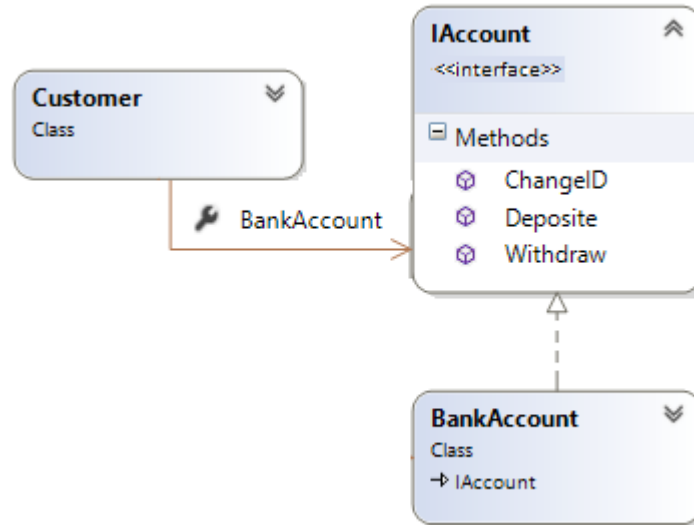 Customer
Class
BankAccount
IAccount
<<interface>>
Methods
ChangeID
Deposite
Withdraw
BankAccount
Class
IAccount